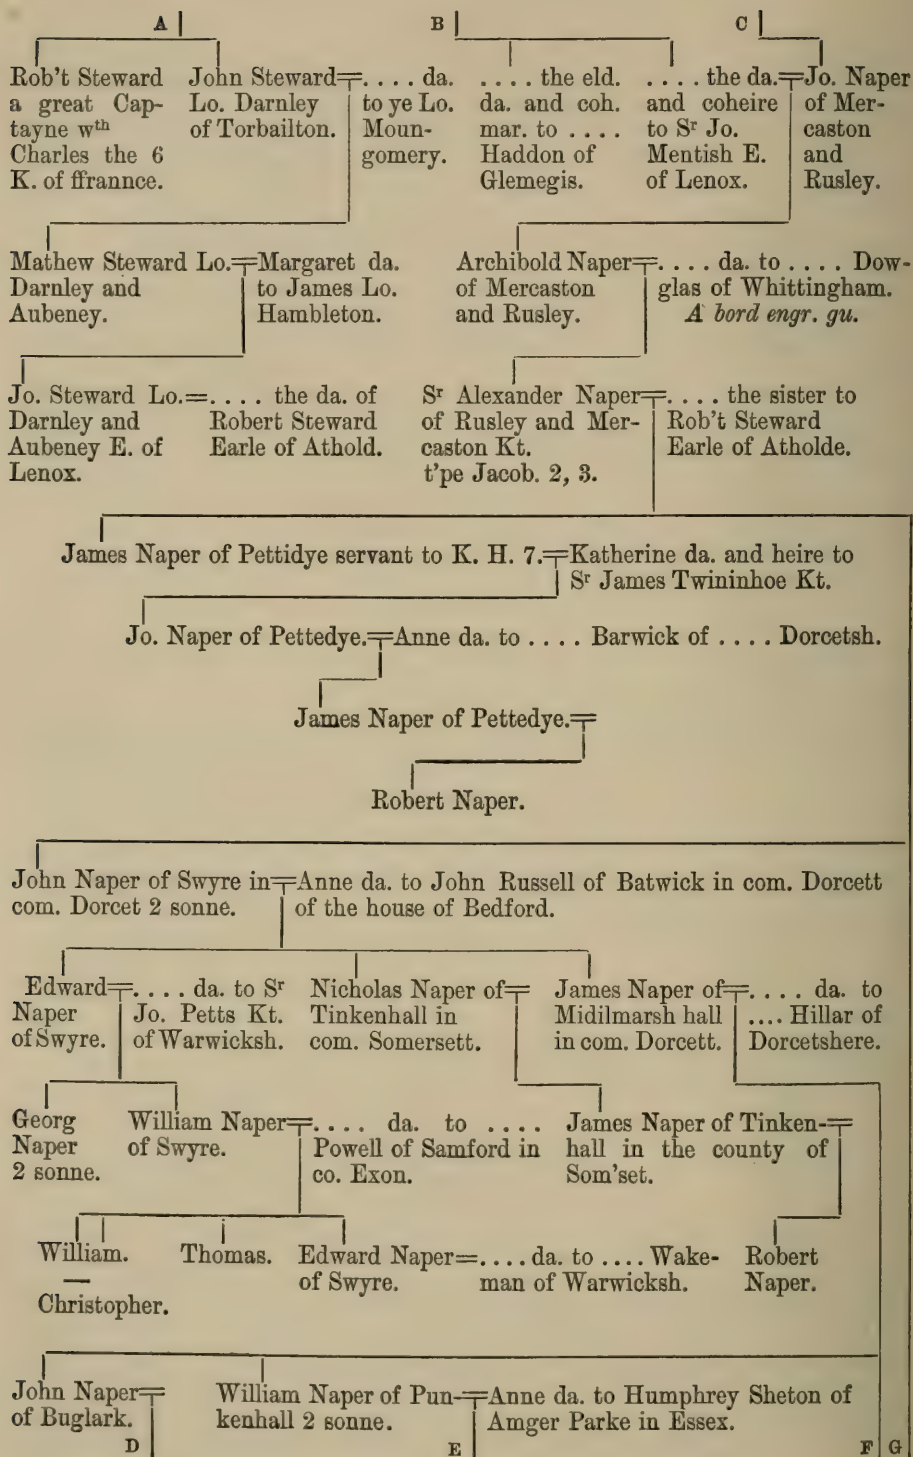 A B C
Rob't Steward
a great Cap-
tayne wth
Charles the 6
K. of ffrannce.
John Steward=.... da.
Lo. Darnley
of Torbailton.
to ye Lo.
Moun-
gomery.
.... the eld.
da. and coh.
mar. to ....
Haddon of
Glemegis.
.... the da.=Jo. Naper
and coheire
to Sr Jo.
Mentish E.
of Lenox.
of Mer-
caston
and
Rusley.
Mathew Steward Lo.=Margaret da.
Darnley and
Aubeney.
to James Lo.
Hambleton.
Archibold Naper=.... da. to .... Dow-
of Mercaston
and Rusley.
glas of Whittingham.
A bord engr. gu.
Jo. Steward Lo.=.... the da. of
Darnley and
Aubeney E. of
Lenox.
Robert Steward
Earle of Athold.
Sr Alexander Naper=.... the sister to
of Rusley and Mer-
caston Kt.
t'pe Jacob. 2, 3.
Rob't Steward
Earle of Atholde.
James Naper of Pettidye servant to K. H. 7.=Katherine da. and heire to
Sr James Twininhoe Kt.
Jo. Naper of Pettedye.=Anne da. to .... Barwick of .... Dorcetsh.
James Naper of Pettedye.=
Robert Naper.
John Naper of Swyre in=Anne da. to John Russell of Batwick in com. Dorcett
com. Dorcet 2 sonne.
of the house of Bedford.
Edward=.... da. to Sr
Naper
of Swyre.
Jo. Petts Kt.
of Warwicksh.
Nicholas Naper of=
Tinkenhall in
com. Somersett.
James Naper of=.... da. to
Midilmarsh hall
in com. Dorcett.
.... Hillar of
Dorcetshere.
Georg
Naper
2 sonne.
William Naper=.... da. to ....
of Swyre.
Powell of Samford in
co. Exon.
James Naper of Tinken-=
hall in the county of
Som'set.
William.
—
Christopher.
Thomas.
Edward Naper=.... da. to .... Wake-
of Swyre.
man of Warwicksh.
Robert
Naper.
John Naper=
of Buglark.
William Naper of Pun-=Anne da. to Humphrey Sheton of
kenhall 2 sonne.
Amger Parke in Essex.
D E F G